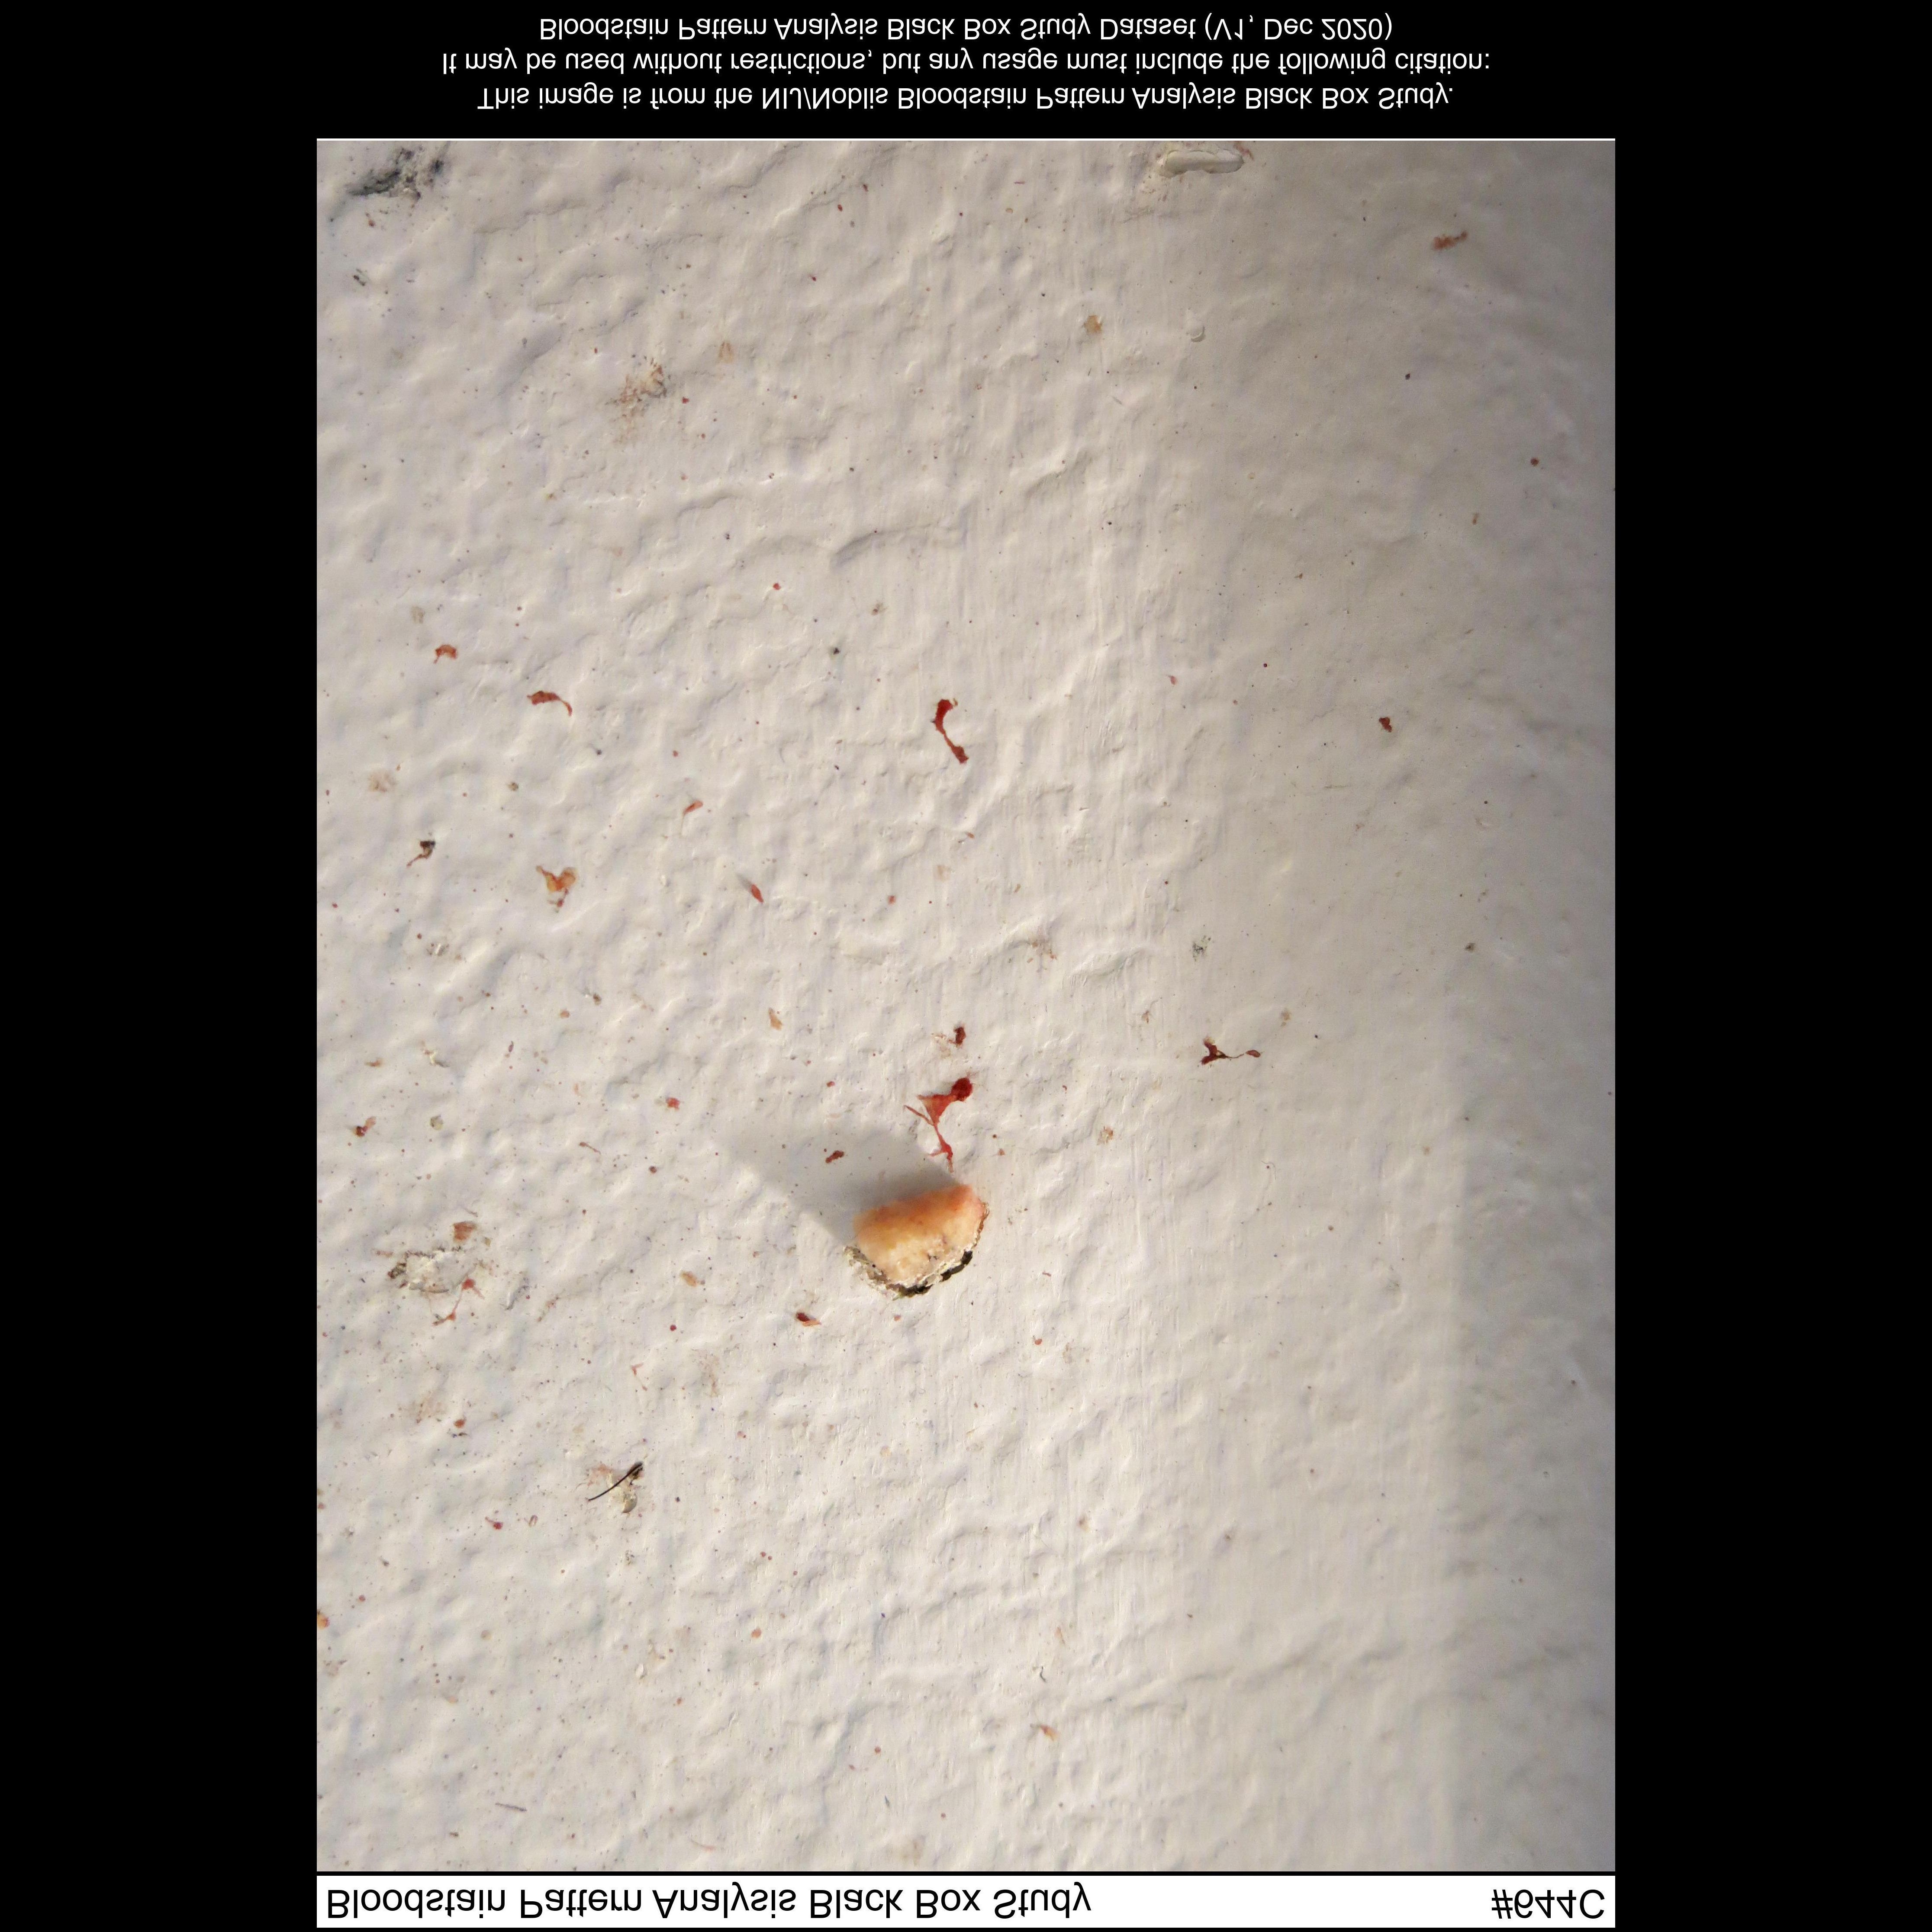 Bloodstain Pattern Analysis Black Box Study #644C
This image is from the NIJ/Noblis Bloodstain Pattern Analysis Black Box Study.
It may be used without restrictions, but any usage must include the following citation:
Bloodstain Pattern Analysis Black Box Study Dataset (V1, Dec 2020)